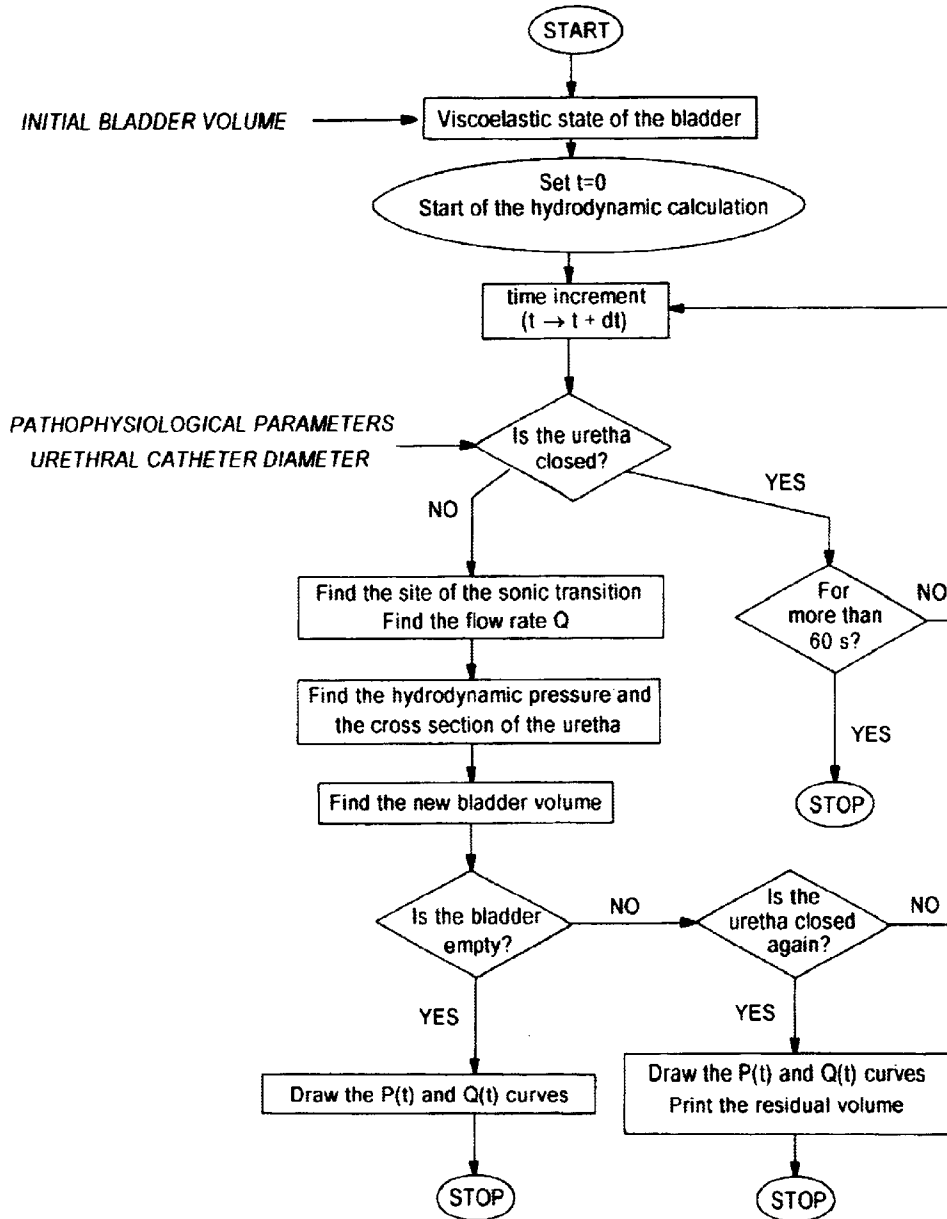 START
INITIAL BLADDER VOLUME
Viscoelastic state of the bladder
Set t=0
Start of the hydrodynamic calculation
time increment
(t → t + dt)
PATHOPHYSIOLOGICAL PARAMETERS
URETHRAL CATHETER DIAMETER
Is the uretha
closed?
YES
NO
Find the site of the sonic transition
Find the flow rate Q
For
more than
60 s?
NO
Find the hydrodynamic pressure and
the cross section of the uretha
YES
Find the new bladder volume
STOP
Is the bladder
empty?
NO
Is the
uretha closed
again?
NO
YES
YES
Draw the P(t) and Q(t) curves
Draw the P(t) and Q(t) curves
Print the residual volume
STOP
STOP